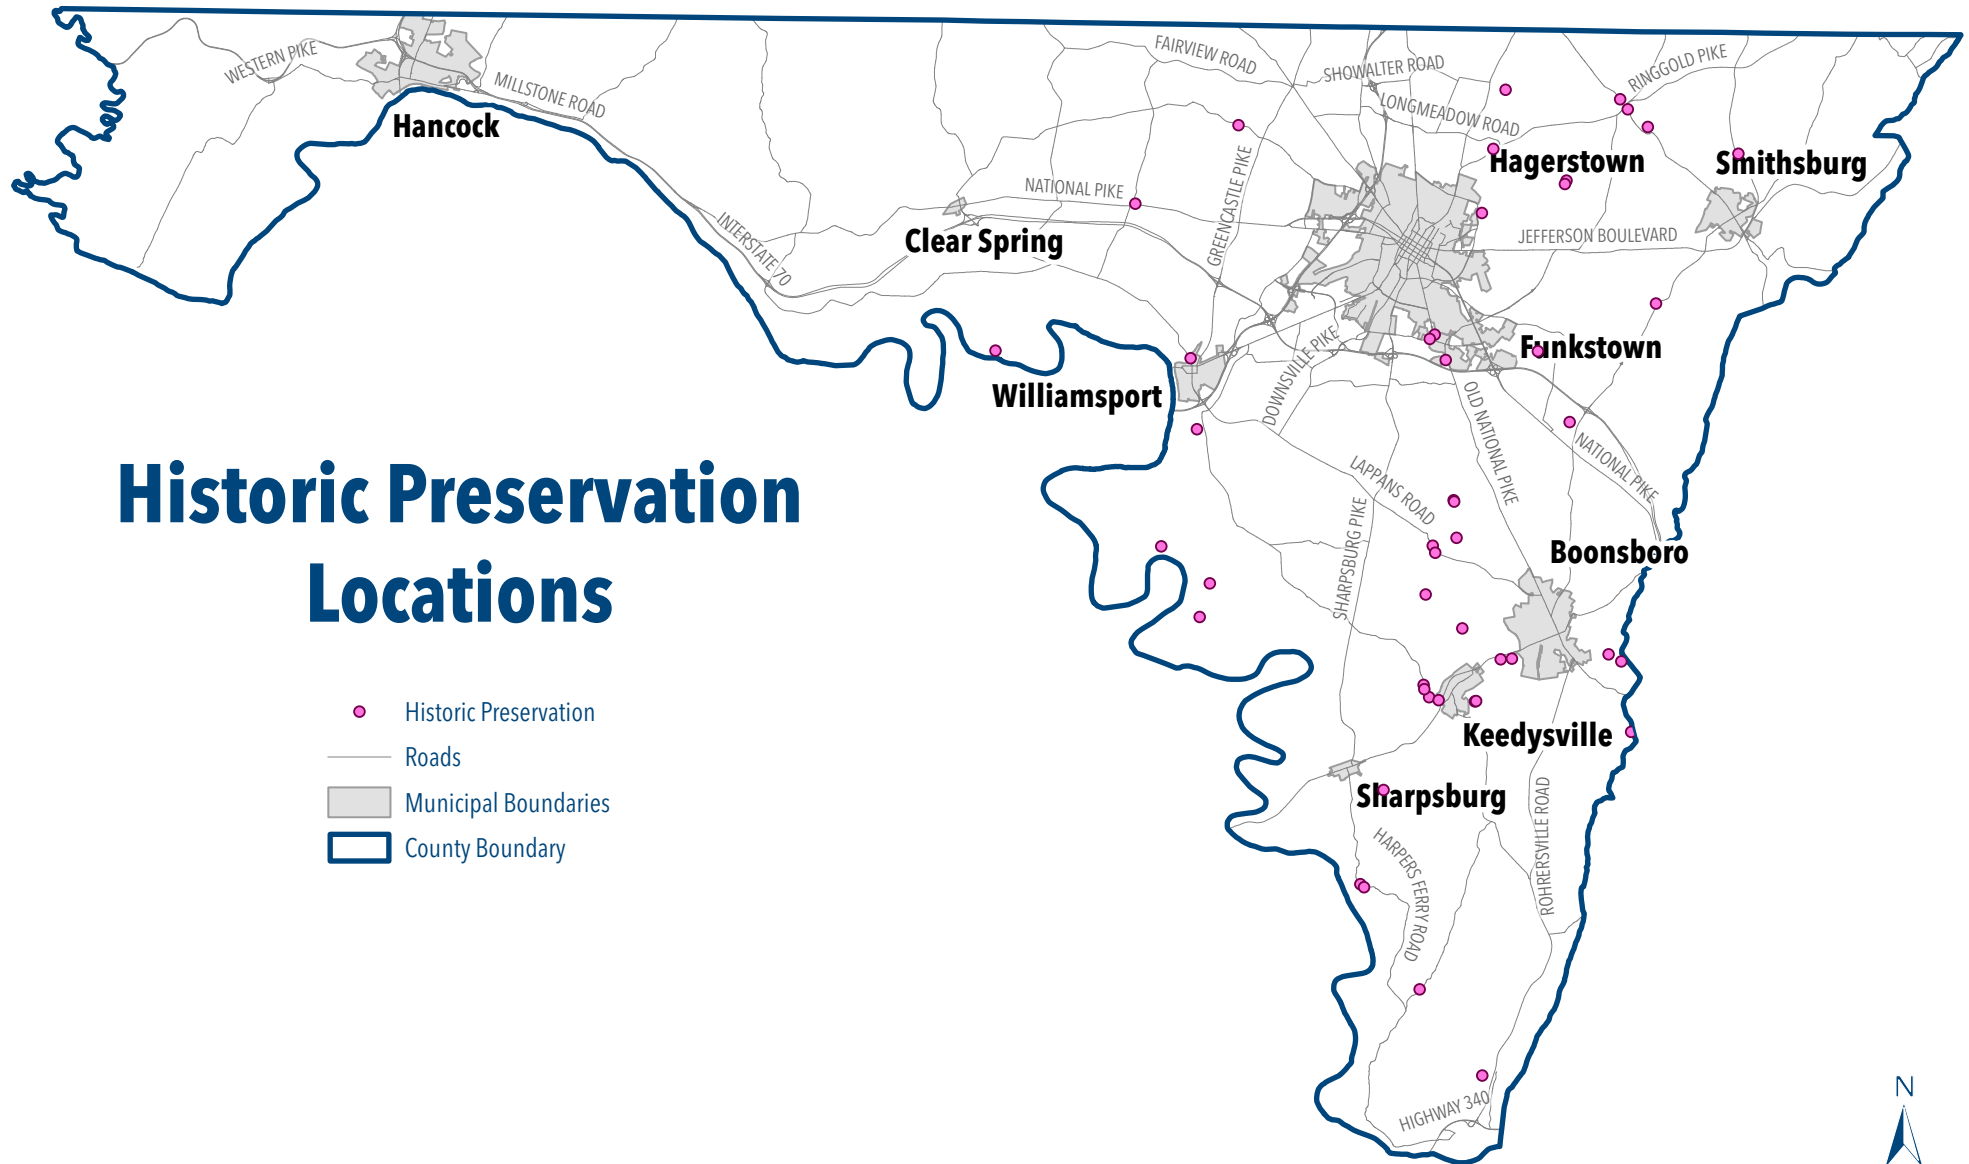 WESTERN PIKE
MILLSTONE ROAD
Hancock
FAIRVIEW ROAD
SHOWALTER ROAD
RINGGOLD PIKE
LONGMEADOW ROAD
Hagerstown
Smithsburg
NATIONAL PIKE
GREENCASTLE PIKE
INTERSTATE 70
Clear Spring
JEFFERSON BOULEVARD
Funkstown
DOWNSVILLE PIKE
Williamsport
OLD NATIONAL PIKE
NATIONAL PIKE
LAPPANS ROAD
SHARPSBURG PIKE
Boonsboro
Historic Preservation
Locations
Historic Preservation
Roads
Municipal Boundaries
County Boundary
Keedysville
Sharpsburg
HARPERS FERRY ROAD
ROHRERSVILLE ROAD
HIGHWAY 340
N